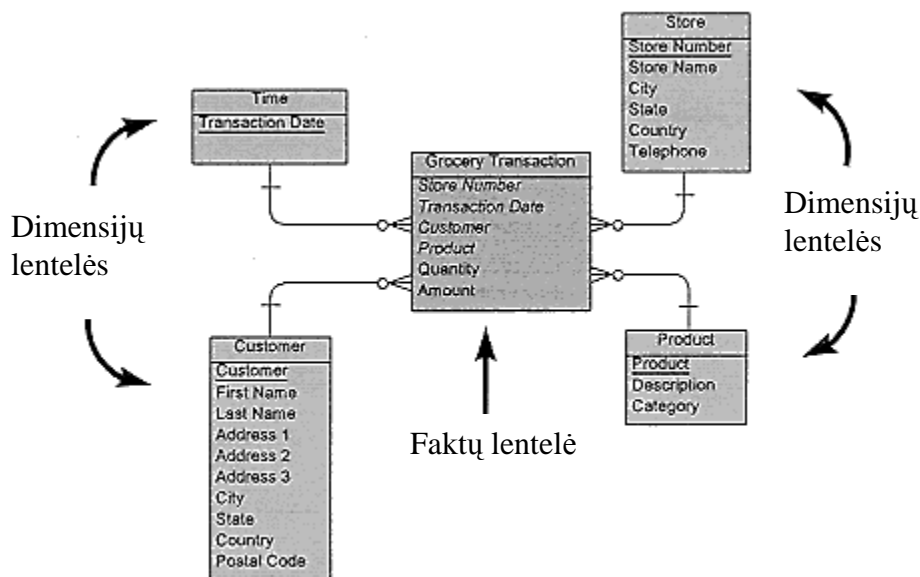 Time
Transaction Date
Store
Store Number
Store Name
City
State
Country
Telephone
Grocery Transaction
Store Number
Transaction Date
Customer
Product
Quantity
Amount
Dimensijų
lentelės
Dimensijų
lentelės
Customer
Customer
First Name
Last Name
Address 1
Address 2
Address 3
City
State
Country
Postal Code
Product
Product
Description
Category
Faktų lentelė